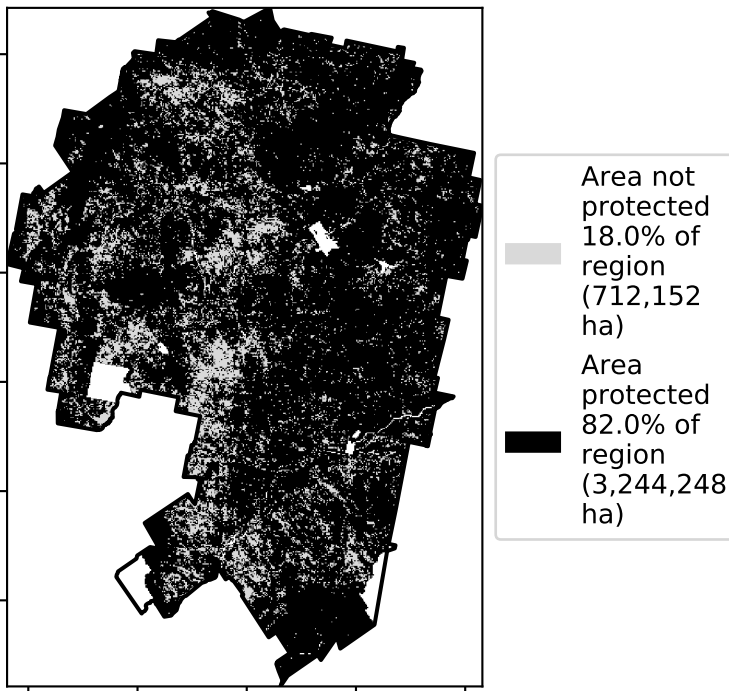 Area not
protected
18.0% of
region
(712,152
ha)
Area
protected
82.0% of
region
(3,244,248
ha)